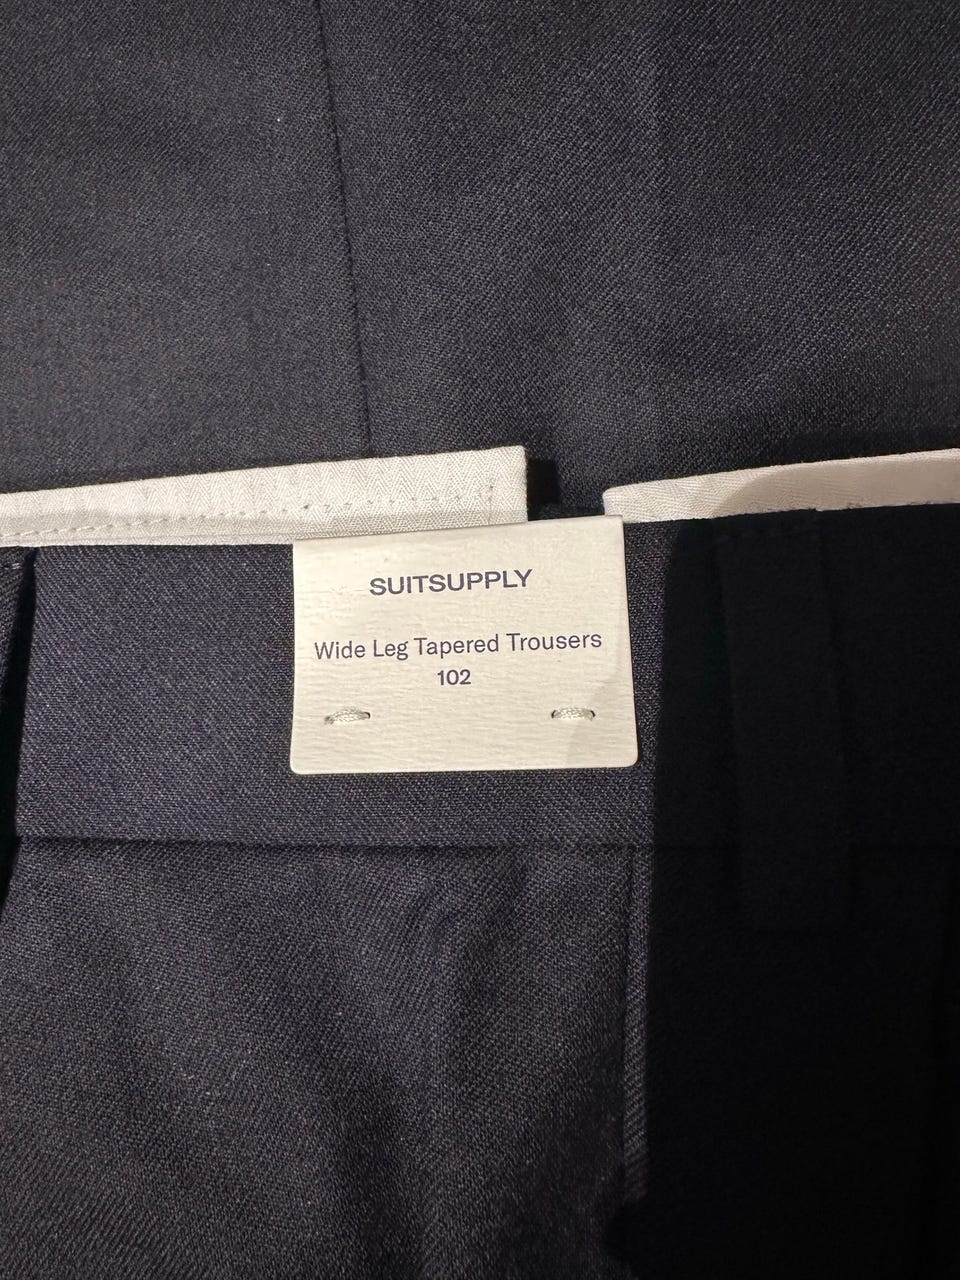 SUITSUPPLY
Wide Leg Tapered Trousers
102